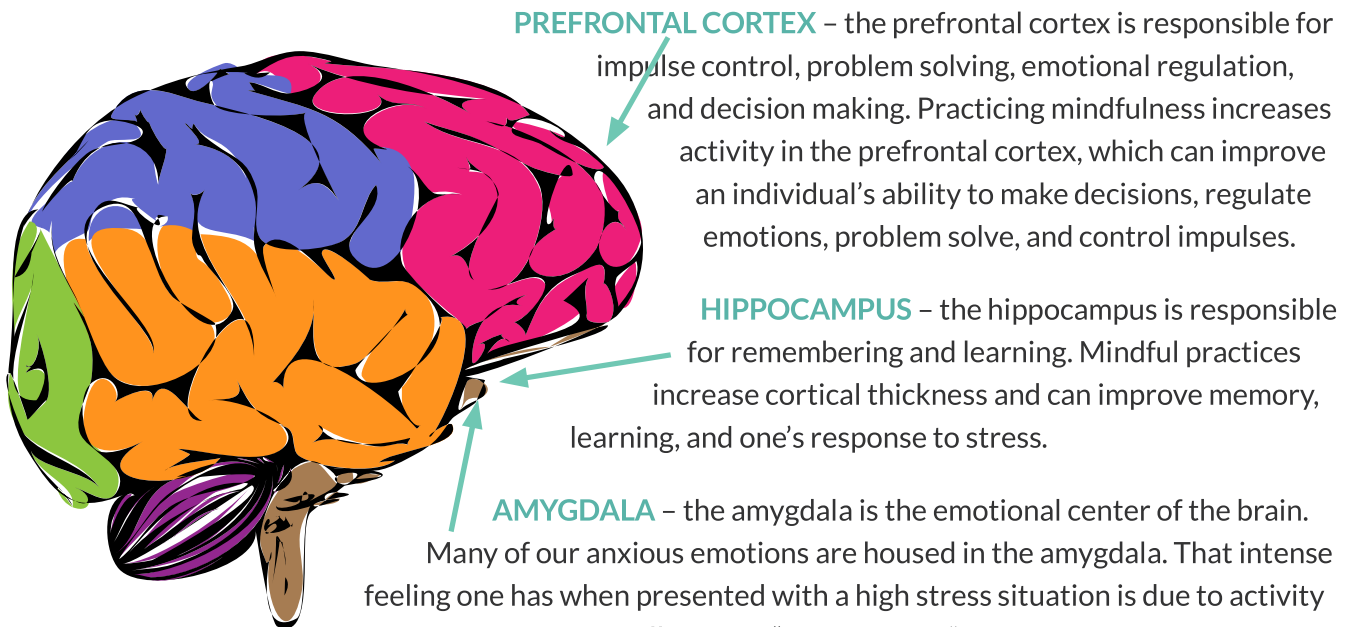 PREFRONTAL CORTEX – the prefrontal cortex is responsible for
impulse control, problem solving, emotional regulation,
and decision making. Practicing mindfulness increases
activity in the prefrontal cortex, which can improve
an individual’s ability to make decisions, regulate
emotions, problem solve, and control impulses.
HIPPOCAMPUS – the hippocampus is responsible
for remembering and learning. Mindful practices
increase cortical thickness and can improve memory,
learning, and one’s response to stress.
AMYGDALA – the amygdala is the emotional center of the brain.
Many of our anxious emotions are housed in the amygdala. That intense
feeling one has when presented with a high stress situation is due to activity